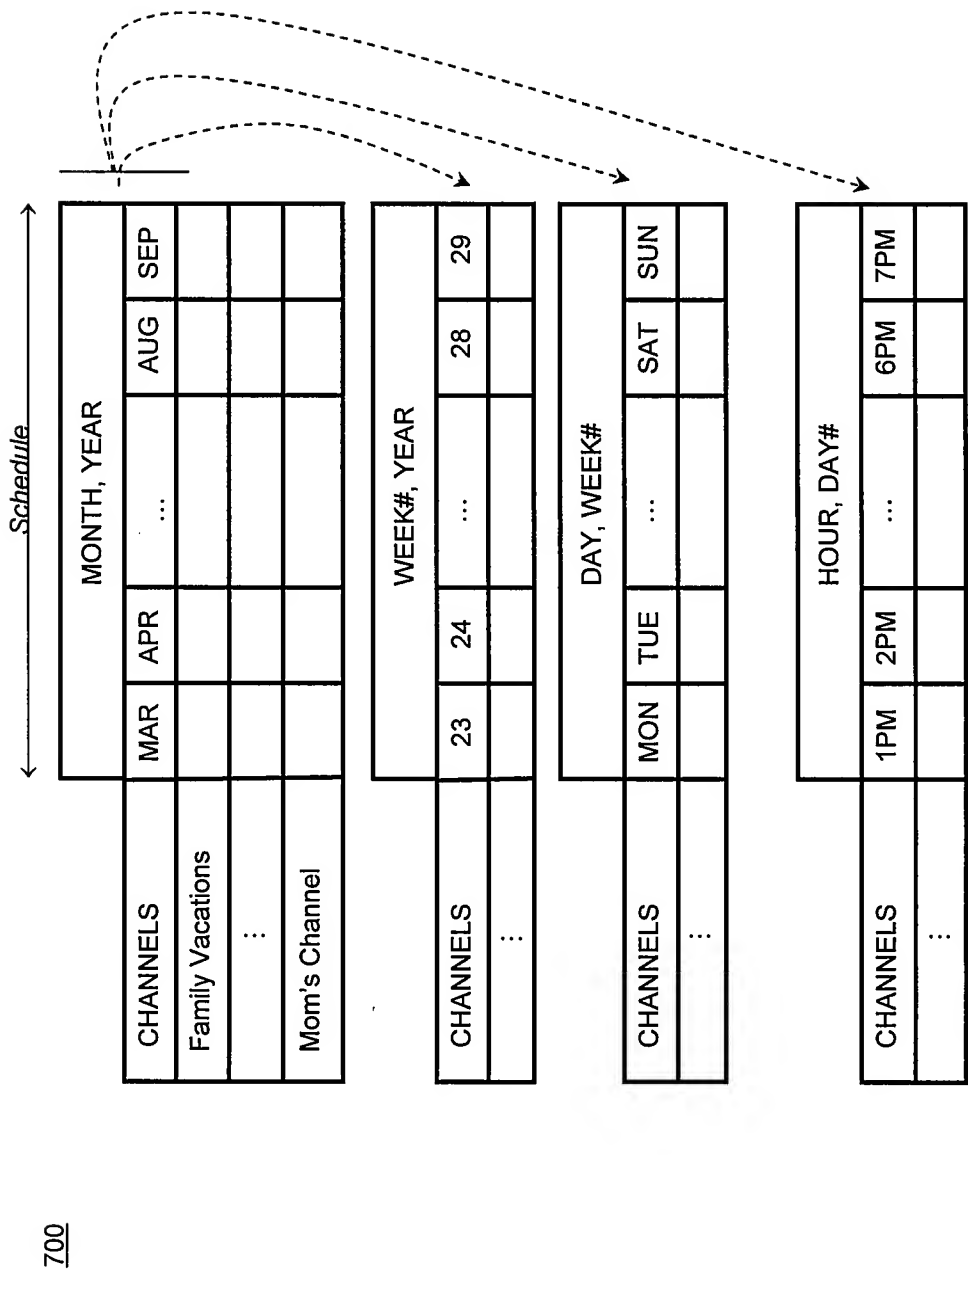 700
Schedule
MONTH, YEAR
CHANNELS MAR APR ... AUG SEP
Family Vacations
...
Mom's Channel
WEEK#, YEAR
CHANNELS 23 24 ... 28 29
...
DAY, WEEK#
CHANNELS MON TUE ... SAT SUN
...
HOUR, DAY#
CHANNELS 1PM 2PM ... 6PM 7PM
...